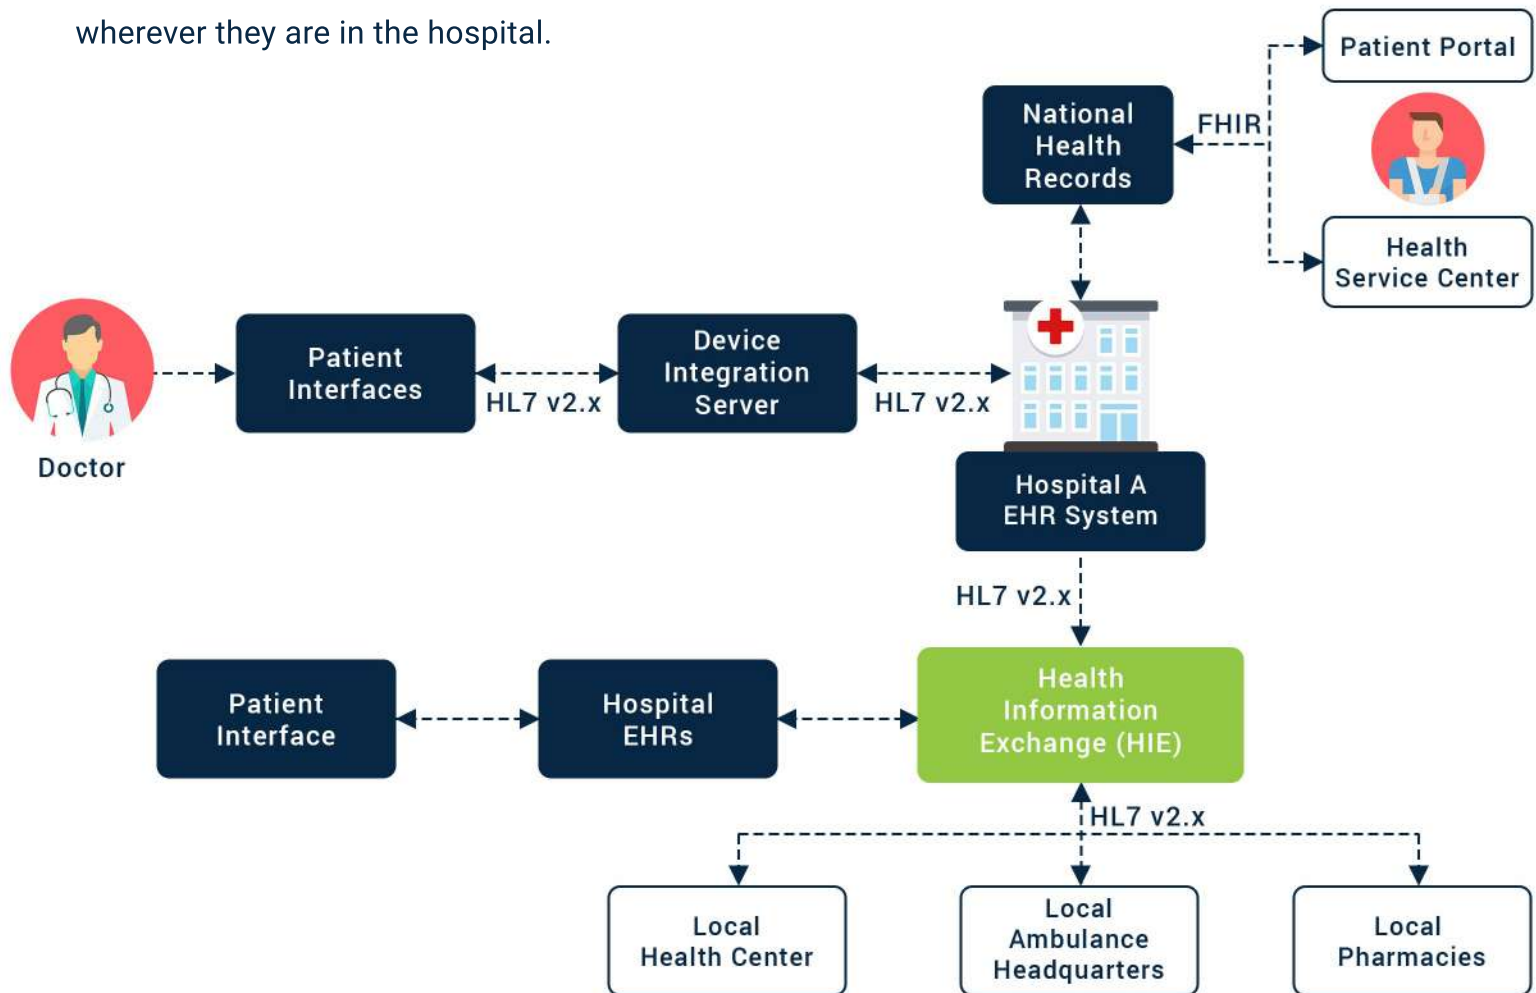 wherever they are in the hospital.
Patient Portal
National
Health
Records
FHIR
Health
Service Center
Patient
Interfaces
HL7 v2.x
Device
Integration
Server
HL7 v2.x
Doctor
Hospital A
EHR System
HL7 v2.x
Patient
Interface
Hospital
EHRs
Health
Information
Exchange (HIE)
HL7 v2.x
Local
Health Center
Local
Ambulance
Headquarters
Local
Pharmacies